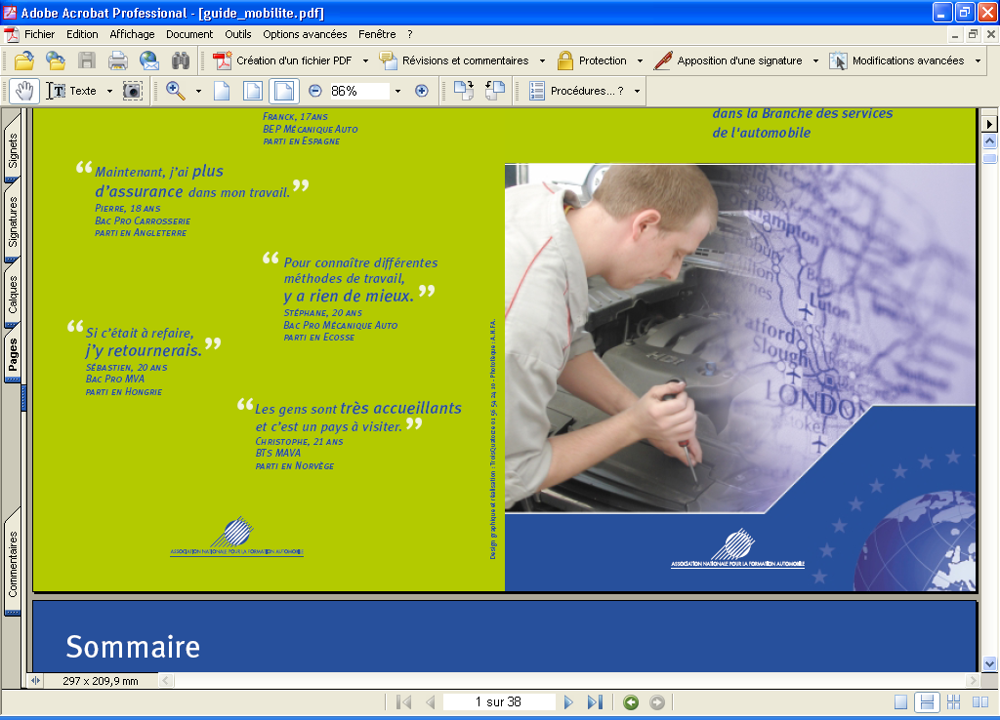 Adobe Acrobat Professional - [guide_mobilite.pdf]
Fichier Edition Affichage Document Outils Options avancées Fenêtre ?
Création d'un fichier PDF Révisions et commentaires Protection Apposition d'une signature Modifications avancées
Texte 86% Procédures... ?
Signets
Signatures
Calques
Pages
Commentaires
Franck, 17ans
BEP Mécanique Auto
parti en Espagne
“Maintenant, j'ai plus
d'assurance dans mon travail.”
Pierre, 18 ans
Bac Pro Carrosserie
parti en Angleterre
“Pour connaître différentes
méthodes de travail,
y a rien de mieux.”
Stéphane, 20 ans
Bac Pro Mécanique Auto
parti en Ecosse
“Si c'était à refaire,
j'y retournerais.”
Sébastien, 20 ans
Bac Pro MVA
parti en Hongrie
“Les gens sont très accueillants
et c'est un pays à visiter.”
Christophe, 21 ans
BTS MAVA
parti en Norvège
ASSOCIATION NATIONALE POUR LA FORMATION AUTOMOBILE
dans la Branche des services
de l'automobile
HDI
Luton
Slough
LONDON
ASSOCIATION NATIONALE POUR LA FORMATION AUTOMOBILE
Sommaire
297 x 209,9 mm
1 sur 38